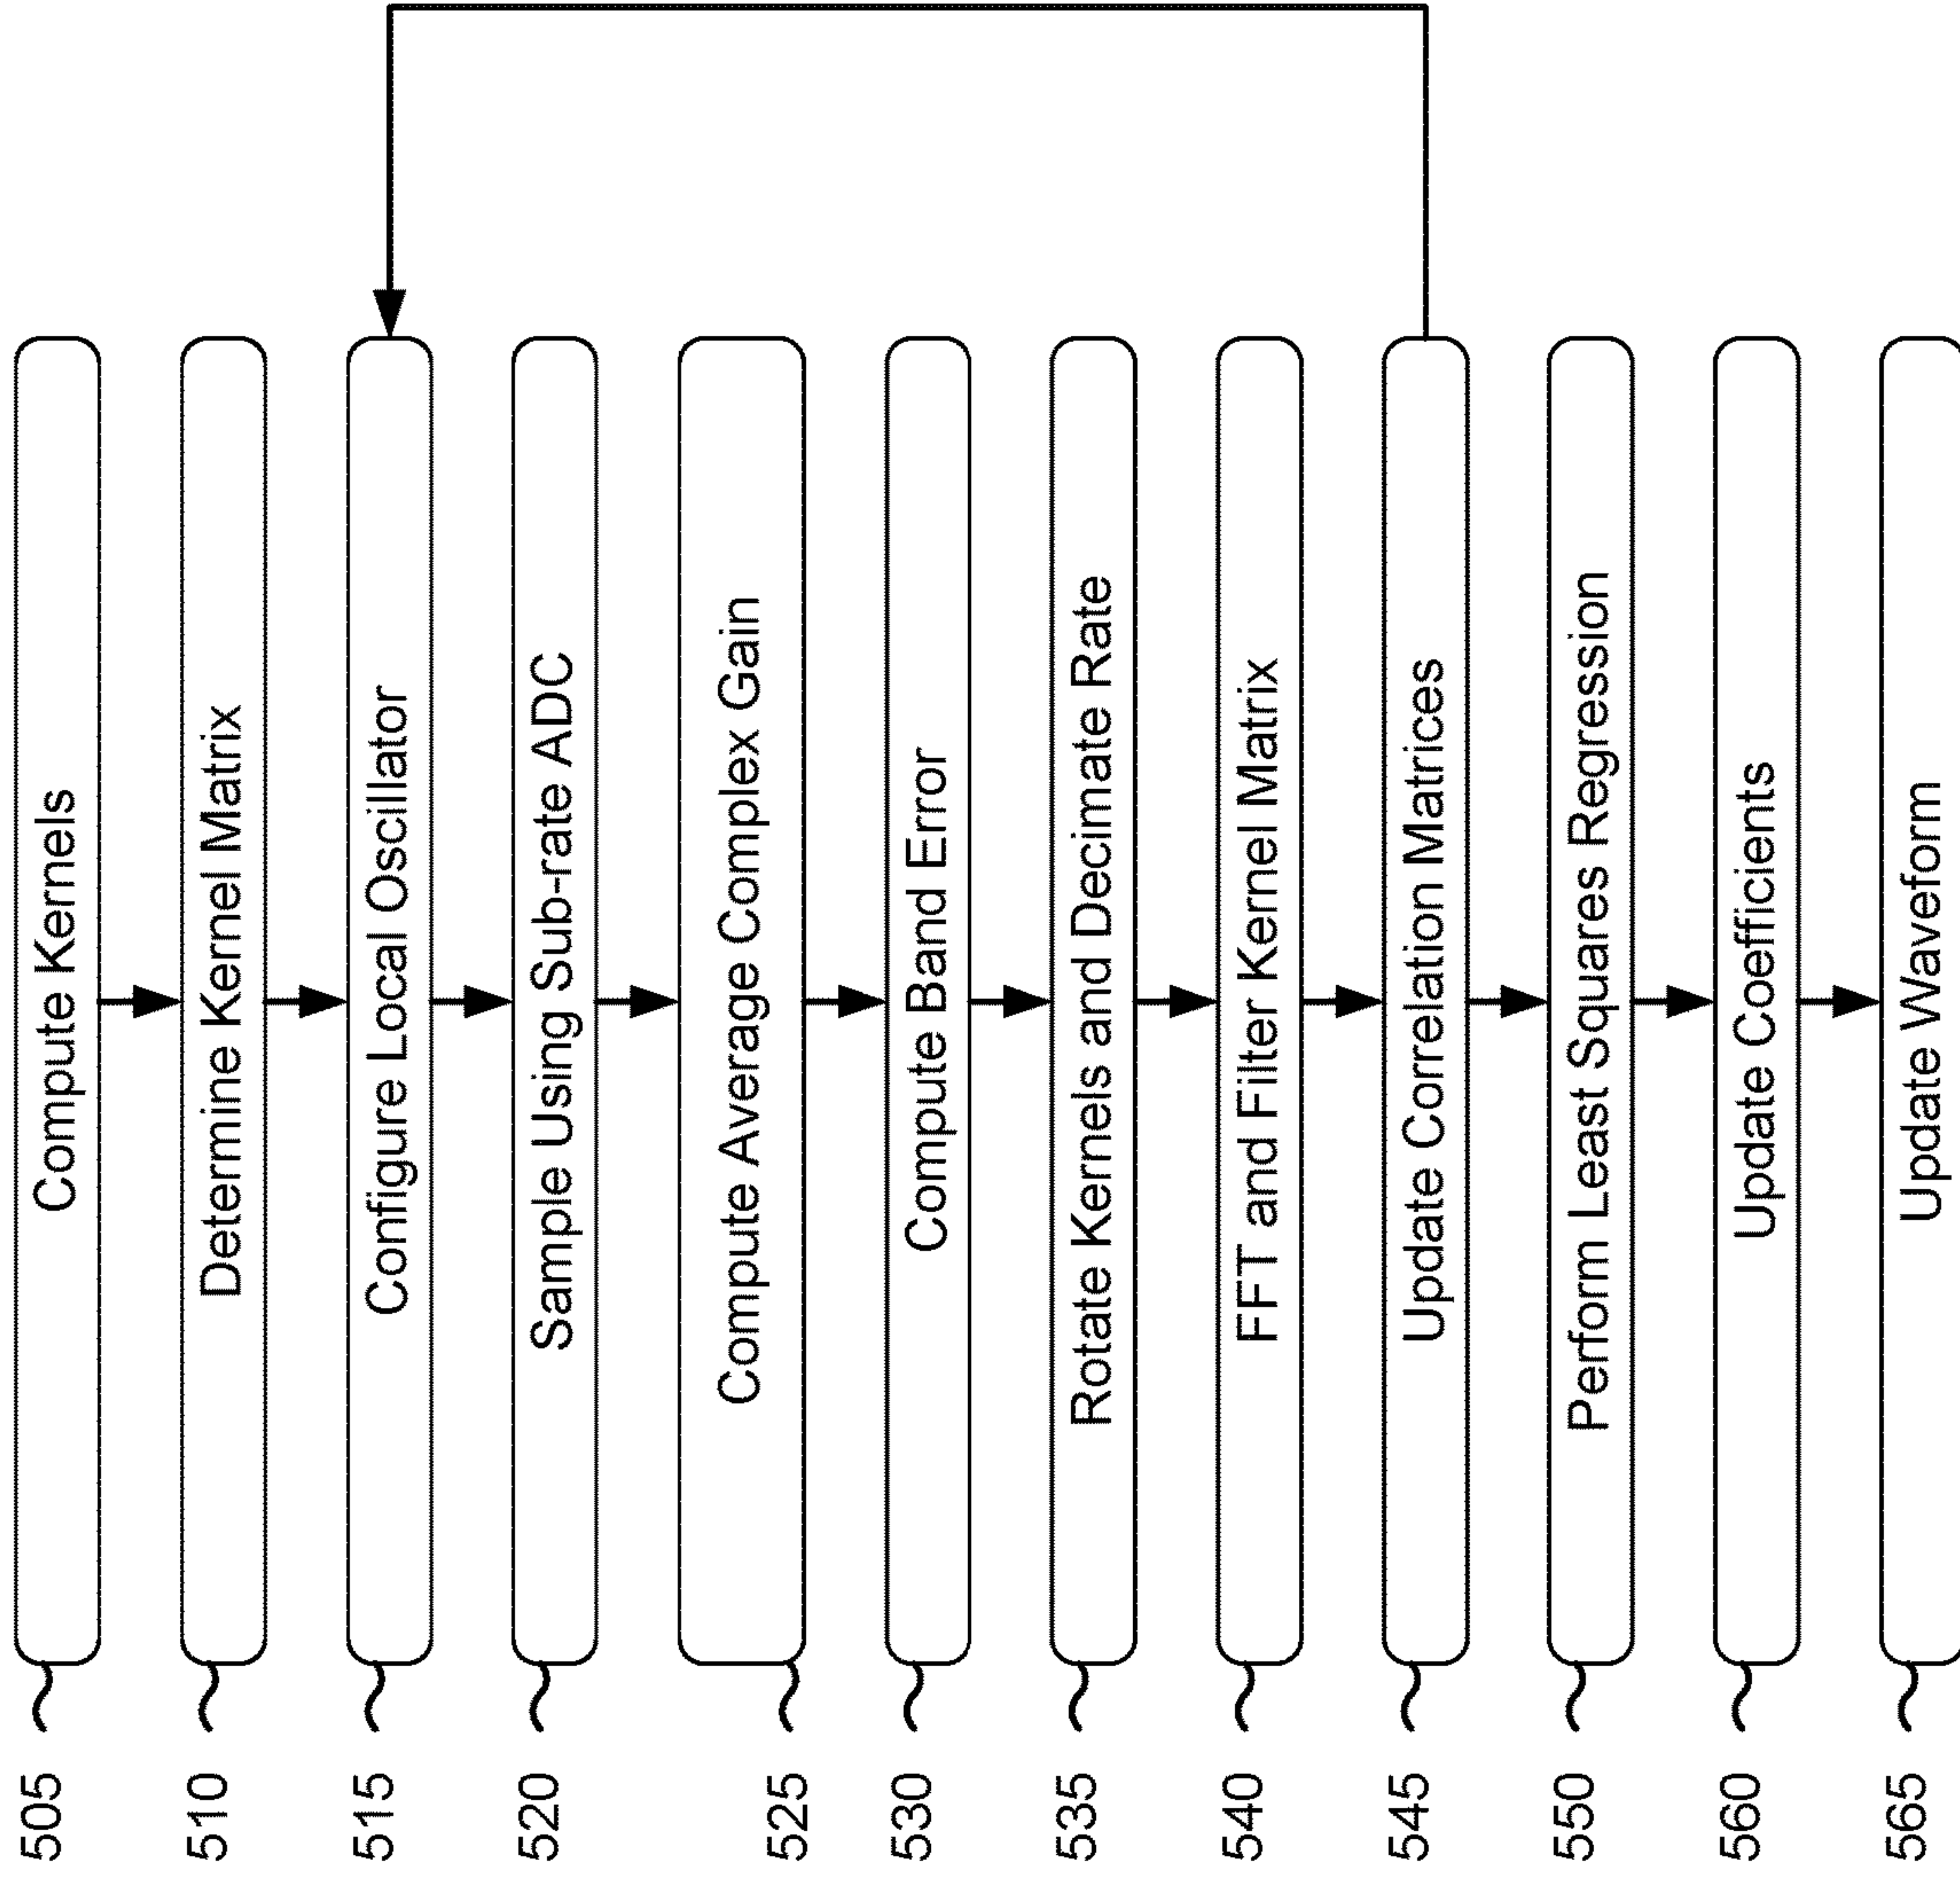 505 Compute Kernels
510 Determine Kernel Matrix
515 Configure Local Oscillator
520 Sample Using Sub-rate ADC
525 Compute Average Complex Gain
530 Compute Band Error
535 Rotate Kernels and Decimate Rate
540 FFT and Filter Kernel Matrix
545 Update Correlation Matrices
550 Perform Least Squares Regression
560 Update Coefficients
565 Update Waveform